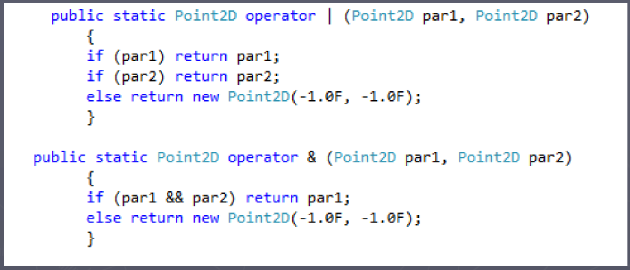 public static Point2D operator | (Point2D par1, Point2D par2)
{
if (par1) return par1;
if (par2) return par2;
else return new Point2D(-1.0F, -1.0F);
}
public static Point2D operator & (Point2D par1, Point2D par2)
{
if (par1 && par2) return par1;
else return new Point2D(-1.0F, -1.0F);
}